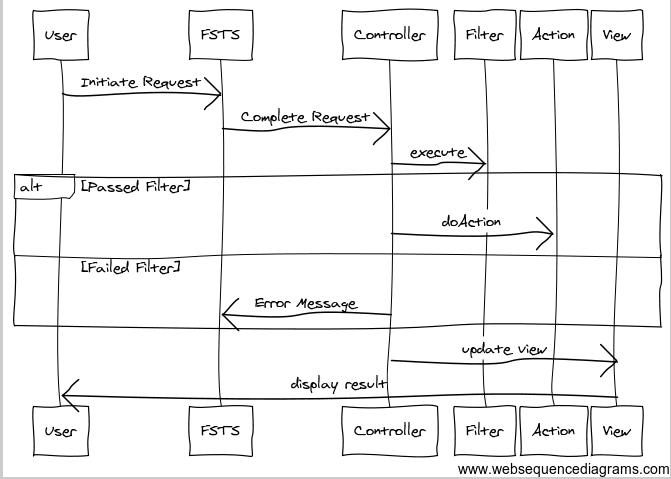 User FSTS Controller Filter Action View
Initiate Request
Complete Request
execute
alt [Passed Filter]
doAction
[Failed Filter]
Error Message
update view
display result
User FSTS Controller Filter Action View
www.websequencediagrams.com